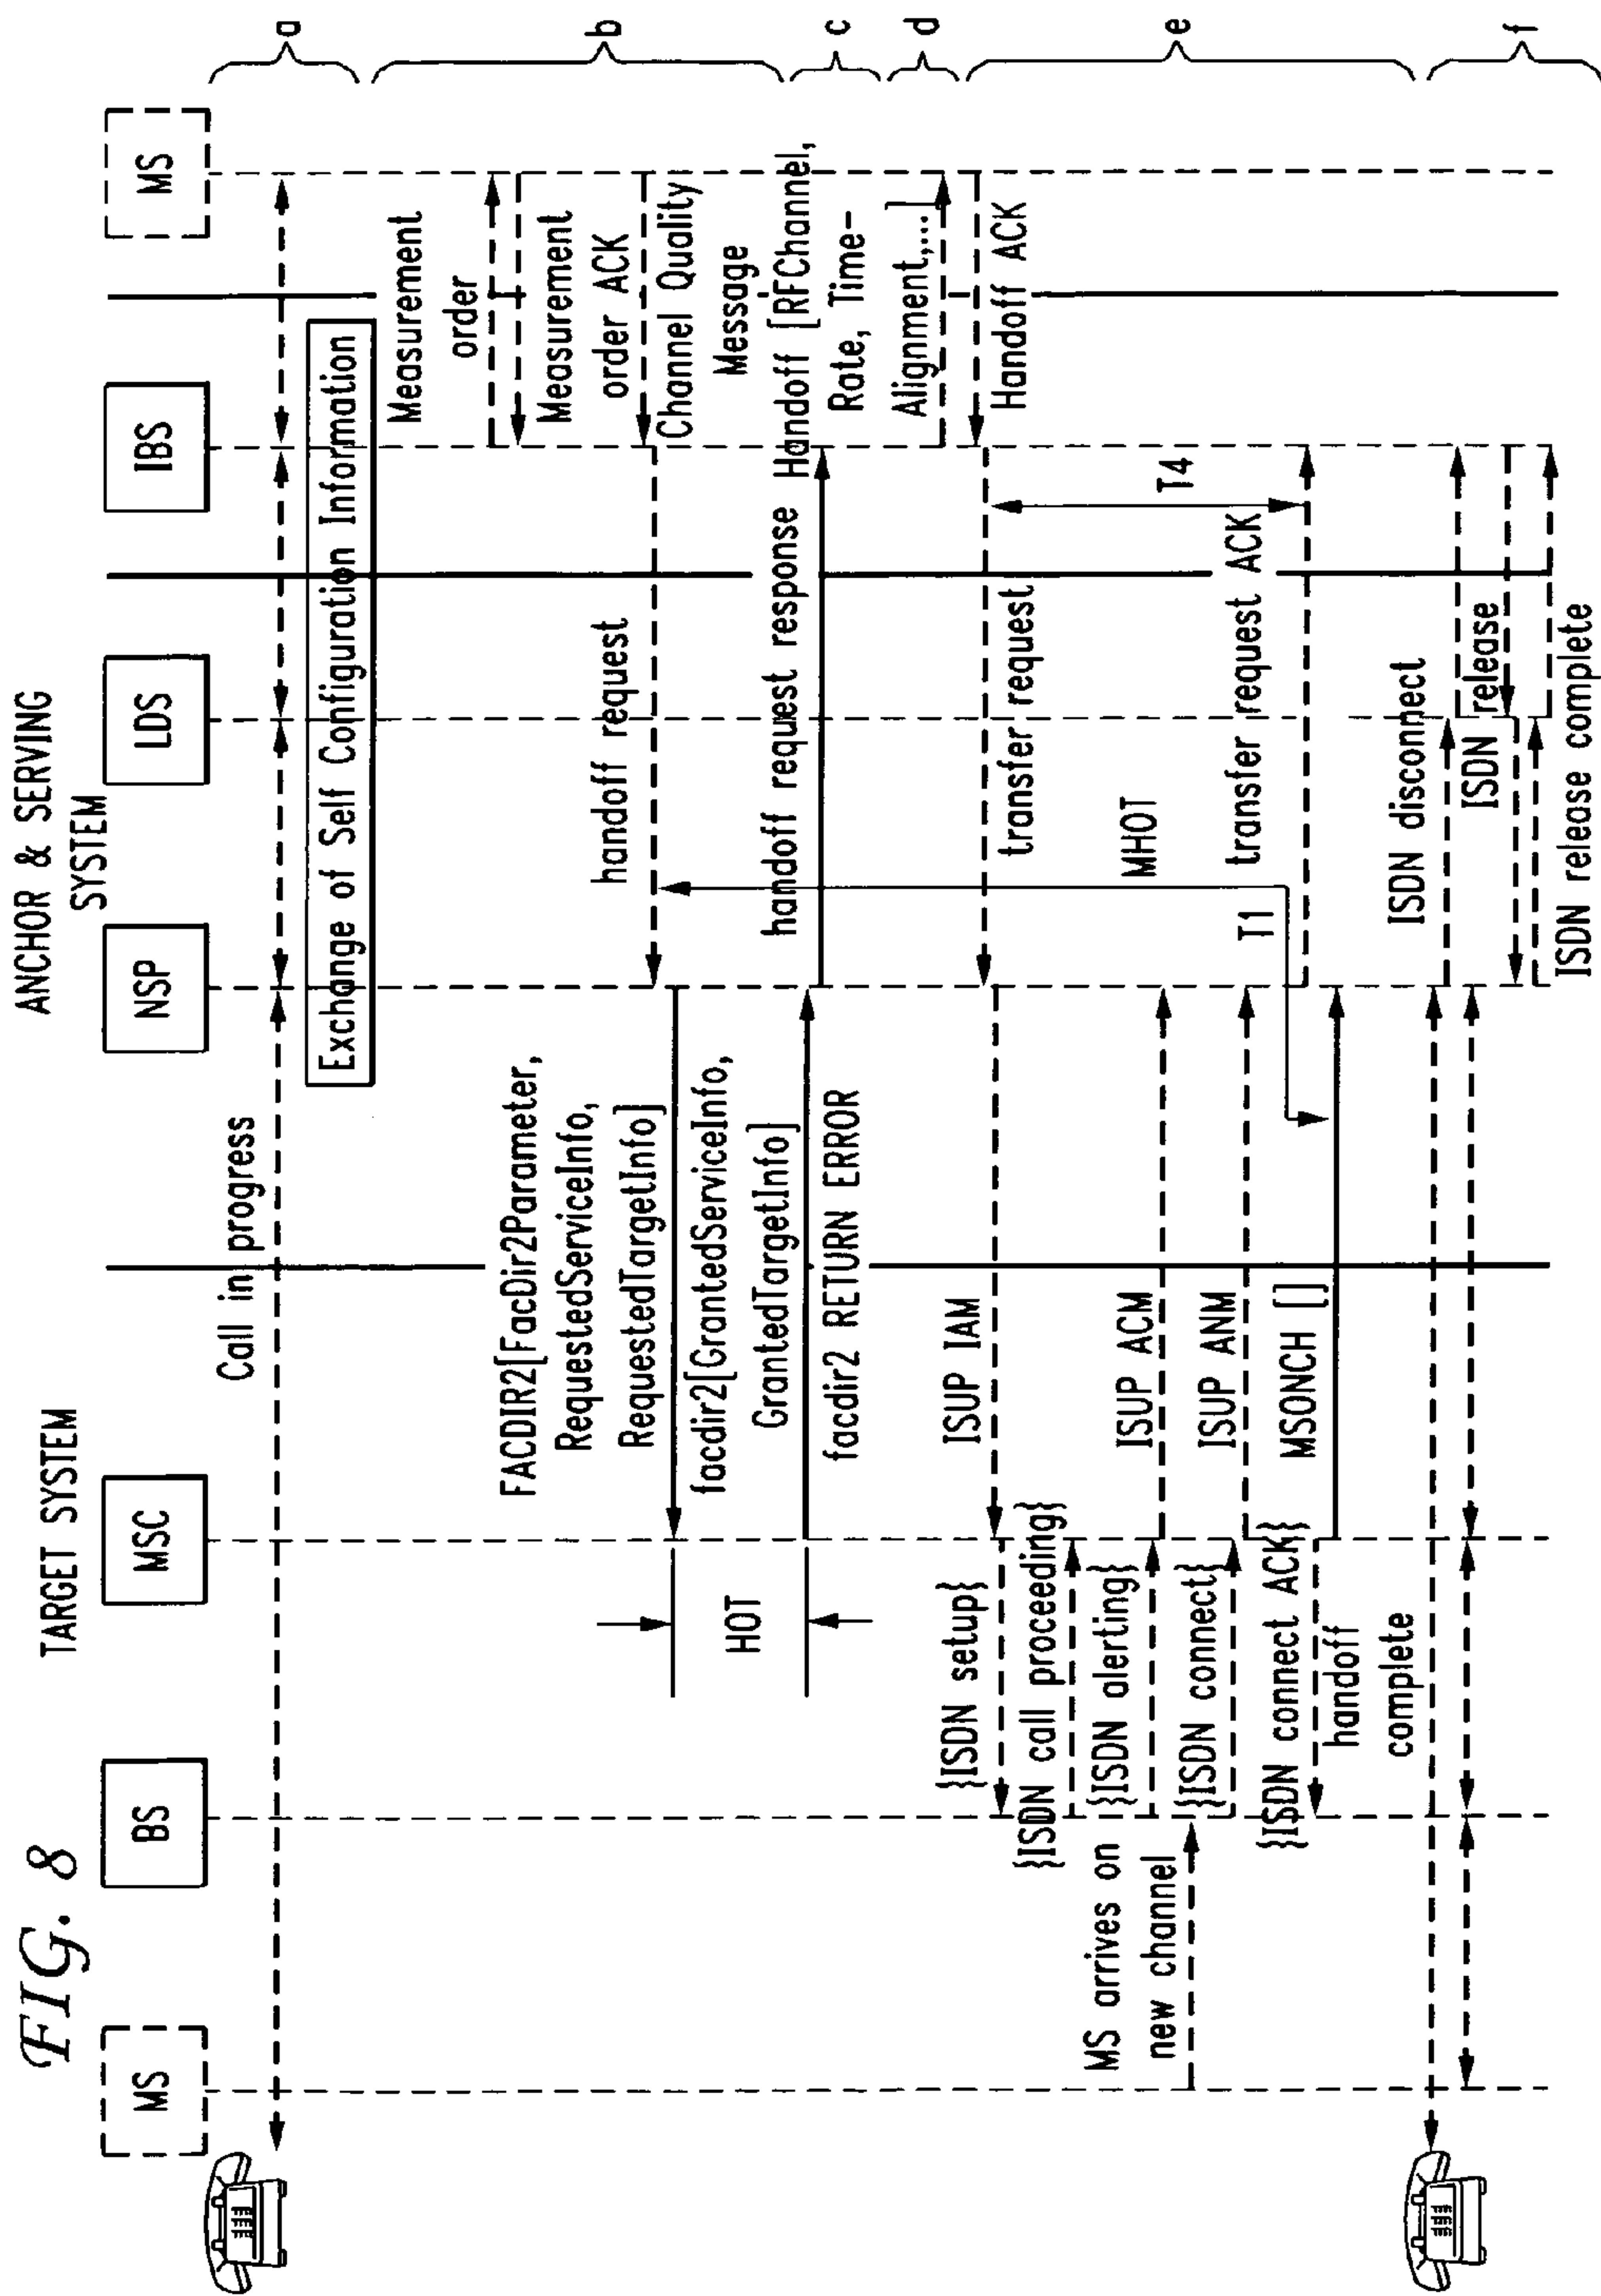 FIG. 8
TARGET SYSTEM
ANCHOR & SERVING
SYSTEM
MS
BS
MSC
NSP
LDS
IBS
MS
Call in progress
a
Exchange of Self Configuration Information
Measurement
order
Measurement
order ACK
Channel Quality
Message
b
handoff request
FACDIR2[FacDir2Parameter,
RequestedServiceInfo,
RequestedTargetInfo]
HOT
facdir2[GrantedServiceInfo,
GrantedTargetInfo]
facdir2 RETURN ERROR
handoff request response
c
Handoff [RFChannel,
Rate, Time-
Alignment,...]
d
Handoff ACK
transfer request
ISUP IAM
{ISDN setup}
{ISDN call proceeding}
{ISDN alerting}
ISUP ACM
MS arrives on
new channel
{ISDN connect}
ISUP ANM
{ISDN connect ACK}
T1
MHOT
T4
transfer request ACK
MSONCH []
handoff
complete
e
ISDN disconnect
ISDN release
ISDN release complete
f